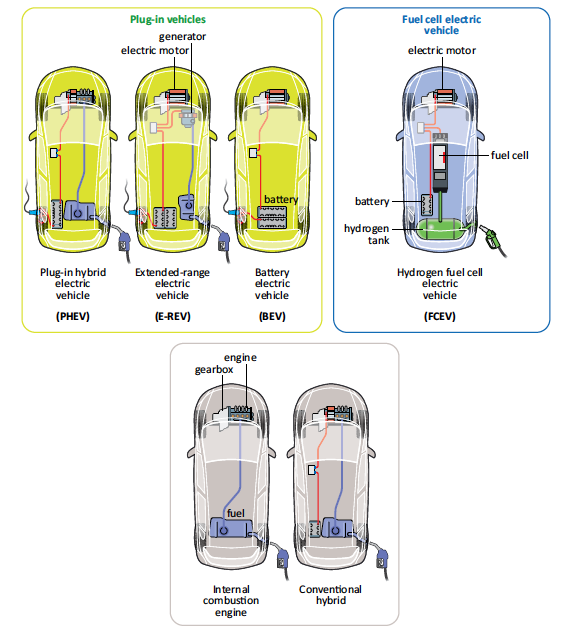 Plug-in vehicles
generator
electric motor
battery
Plug-in hybrid
electric
vehicle
(PHEV)
Extended-range
electric
vehicle
(E-REV)
Battery
electric
vehicle
(BEV)
Fuel cell electric
vehicle
electric motor
fuel cell
battery
hydrogen
tank
Hydrogen fuel cell
electric
vehicle
(FCEV)
engine
gearbox
fuel
Internal
combustion
engine
Conventional
hybrid